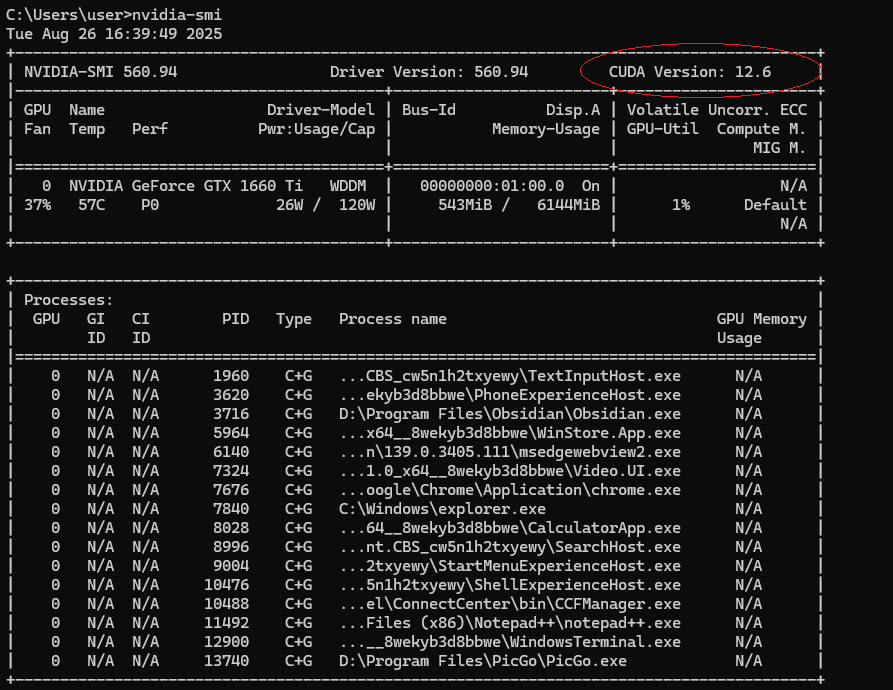 C:\Users\user>nvidia-smi
Tue Aug 26 16:39:49 2025
NVIDIA-SMI 560.94 Driver Version: 560.94 CUDA Version: 12.6
GPU Name Driver-Model Bus-Id Disp.A Volatile Uncorr. ECC
Fan Temp Perf Pwr:Usage/Cap Memory-Usage GPU-Util Compute M.
MIG M.
0 NVIDIA GeForce GTX 1660 Ti WDDM 00000000:01:00.0 On N/A
37% 57C P0 26W / 120W 543MiB / 6144MiB 1% Default
N/A
Processes:
GPU GI CI PID Type Process name GPU Memory
ID ID Usage
0 N/A N/A 1960 C+G ...CBS_cw5n1h2txyewy\TextInputHost.exe N/A
0 N/A N/A 3620 C+G ...ekyb3d8bbwe\PhoneExperienceHost.exe N/A
0 N/A N/A 3716 C+G D:\Program Files\Obsidian\Obsidian.exe N/A
0 N/A N/A 5964 C+G ...x64__8wekyb3d8bbwe\WinStore.App.exe N/A
0 N/A N/A 6140 C+G ...n\139.0.3405.111\msedgewebview2.exe N/A
0 N/A N/A 7324 C+G ...1.0_x64__8wekyb3d8bbwe\Video.UI.exe N/A
0 N/A N/A 7676 C+G ...oogle\Chrome\Application\chrome.exe N/A
0 N/A N/A 7840 C+G C:\Windows\explorer.exe N/A
0 N/A N/A 8028 C+G ...64__8wekyb3d8bbwe\CalculatorApp.exe N/A
0 N/A N/A 8996 C+G ...nt.CBS_cw5n1h2txyewy\SearchHost.exe N/A
0 N/A N/A 9004 C+G ...2txyewy\StartMenuExperienceHost.exe N/A
0 N/A N/A 10476 C+G ...5n1h2txyewy\ShellExperienceHost.exe N/A
0 N/A N/A 10488 C+G ...el\ConnectCenter\bin\CCFManager.exe N/A
0 N/A N/A 11492 C+G ...Files (x86)\Notepad++\notepad++.exe N/A
0 N/A N/A 12900 C+G ...__8wekyb3d8bbwe\WindowsTerminal.exe N/A
0 N/A N/A 13740 C+G D:\Program Files\PicGo\PicGo.exe N/A